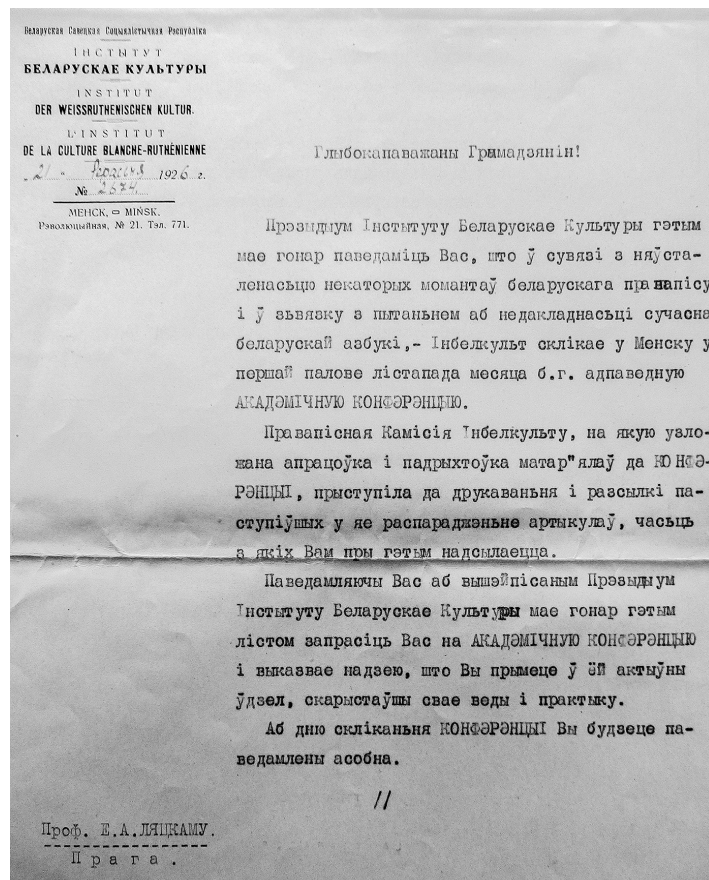 Беларуская Савецкая Соцыялістычная Рэспубліка
ІНСТЫТУТ
БЕЛАРУСКАЕ КУЛЬТУРЫ
INSTITUT
DER WEISSRUTHENISCHEN KULTUR.
L'INSTITUT
DE LA CULTURE BLANCHE-RUTHÉNIENNE
„21" 1926 г.
№ 2674.
МЕНСК, MIŃSK.
Рэволюцыйная, № 21. Тэл. 771.
Глыбокапаважаны Грамадзянін!
Прэзыдыум Інстытуту Беларускае Культуры гэтым
мае гонар паведаміць Вас, што ў сувязі з няўста-
ленасьцю некаторых момантаў беларускага правапісу
і ў зьвязку з пытаньнем аб недакладнасьці сучасна
беларускай азбукі,- Інбелкульт склікае у Менску у
першай палове лістапада месяца б.г. адпаведную
АКАДЭМІЧНУЮ КОНФЭРЭНЦЫЮ.
Правапісная Камісія Інбелкульту, на якую узло-
жана апрацоўка і падрыхтоўка матар"ялаў да КОНФЭ-
РЭНЦЫІ, прыступіла да друкаваньня і разсылкі па-
ступіўшых у яе распараджэньне артыкулаў, часьць
з якіх Вам пры гэтым надсылаецца.
Паведамляючы Вас аб вышэйпісаным Прэзыдыум
Інстытуту Беларускае Культуры мае гонар гэтым
лістом запрасіць Вас на АКАДЭМІЧНУЮ КОНФЭРЭНЦЫЮ
і выказвае надзею, што Вы прымеце ў ёй актыўны
ўдзел, скарыстаўшы свае веды і практыку.
Аб дню скліканьня КОНФЭРЭНЦЫІ Вы будзеце па-
ведамлены асобна.
//
Проф. Е.А.ЛЯЦКАМУ.
Прага.